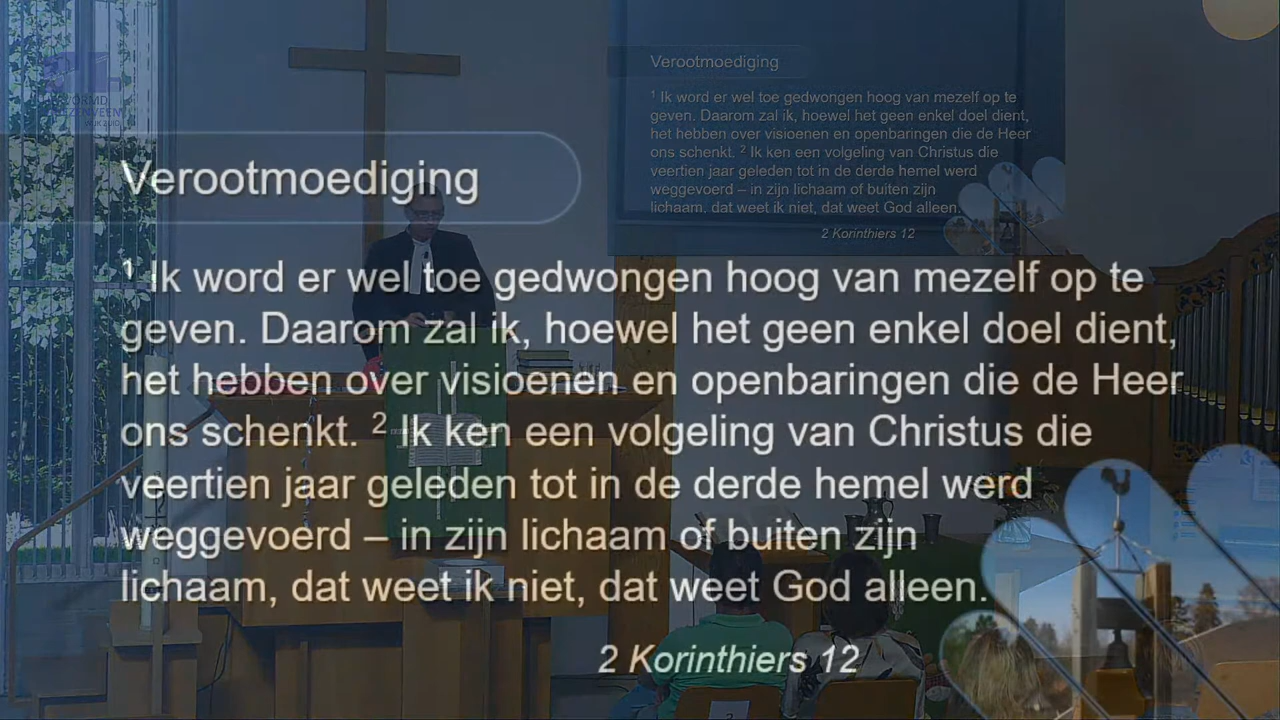 Verootmoediging
¹ Ik word er wel toe gedwongen hoog van mezelf op te
geven. Daarom zal ik, hoewel het geen enkel doel dient,
het hebben over visioenen en openbaringen die de Heer
ons schenkt. ² Ik ken een volgeling van Christus die
veertien jaar geleden tot in de derde hemel werd
weggevoerd – in zijn lichaam of buiten zijn
lichaam, dat weet ik niet, dat weet God alleen.
2 Korinthiers 12
Verootmoediging
¹ Ik word er wel toe gedwongen hoog van mezelf op te
geven. Daarom zal ik, hoewel het geen enkel doel dient,
het hebben over visioenen en openbaringen die de Heer
ons schenkt. ² Ik ken een volgeling van Christus die
veertien jaar geleden tot in de derde hemel werd
weggevoerd – in zijn lichaam of buiten zijn
lichaam, dat weet ik niet, dat weet God alleen.
2 Korinthiers 12